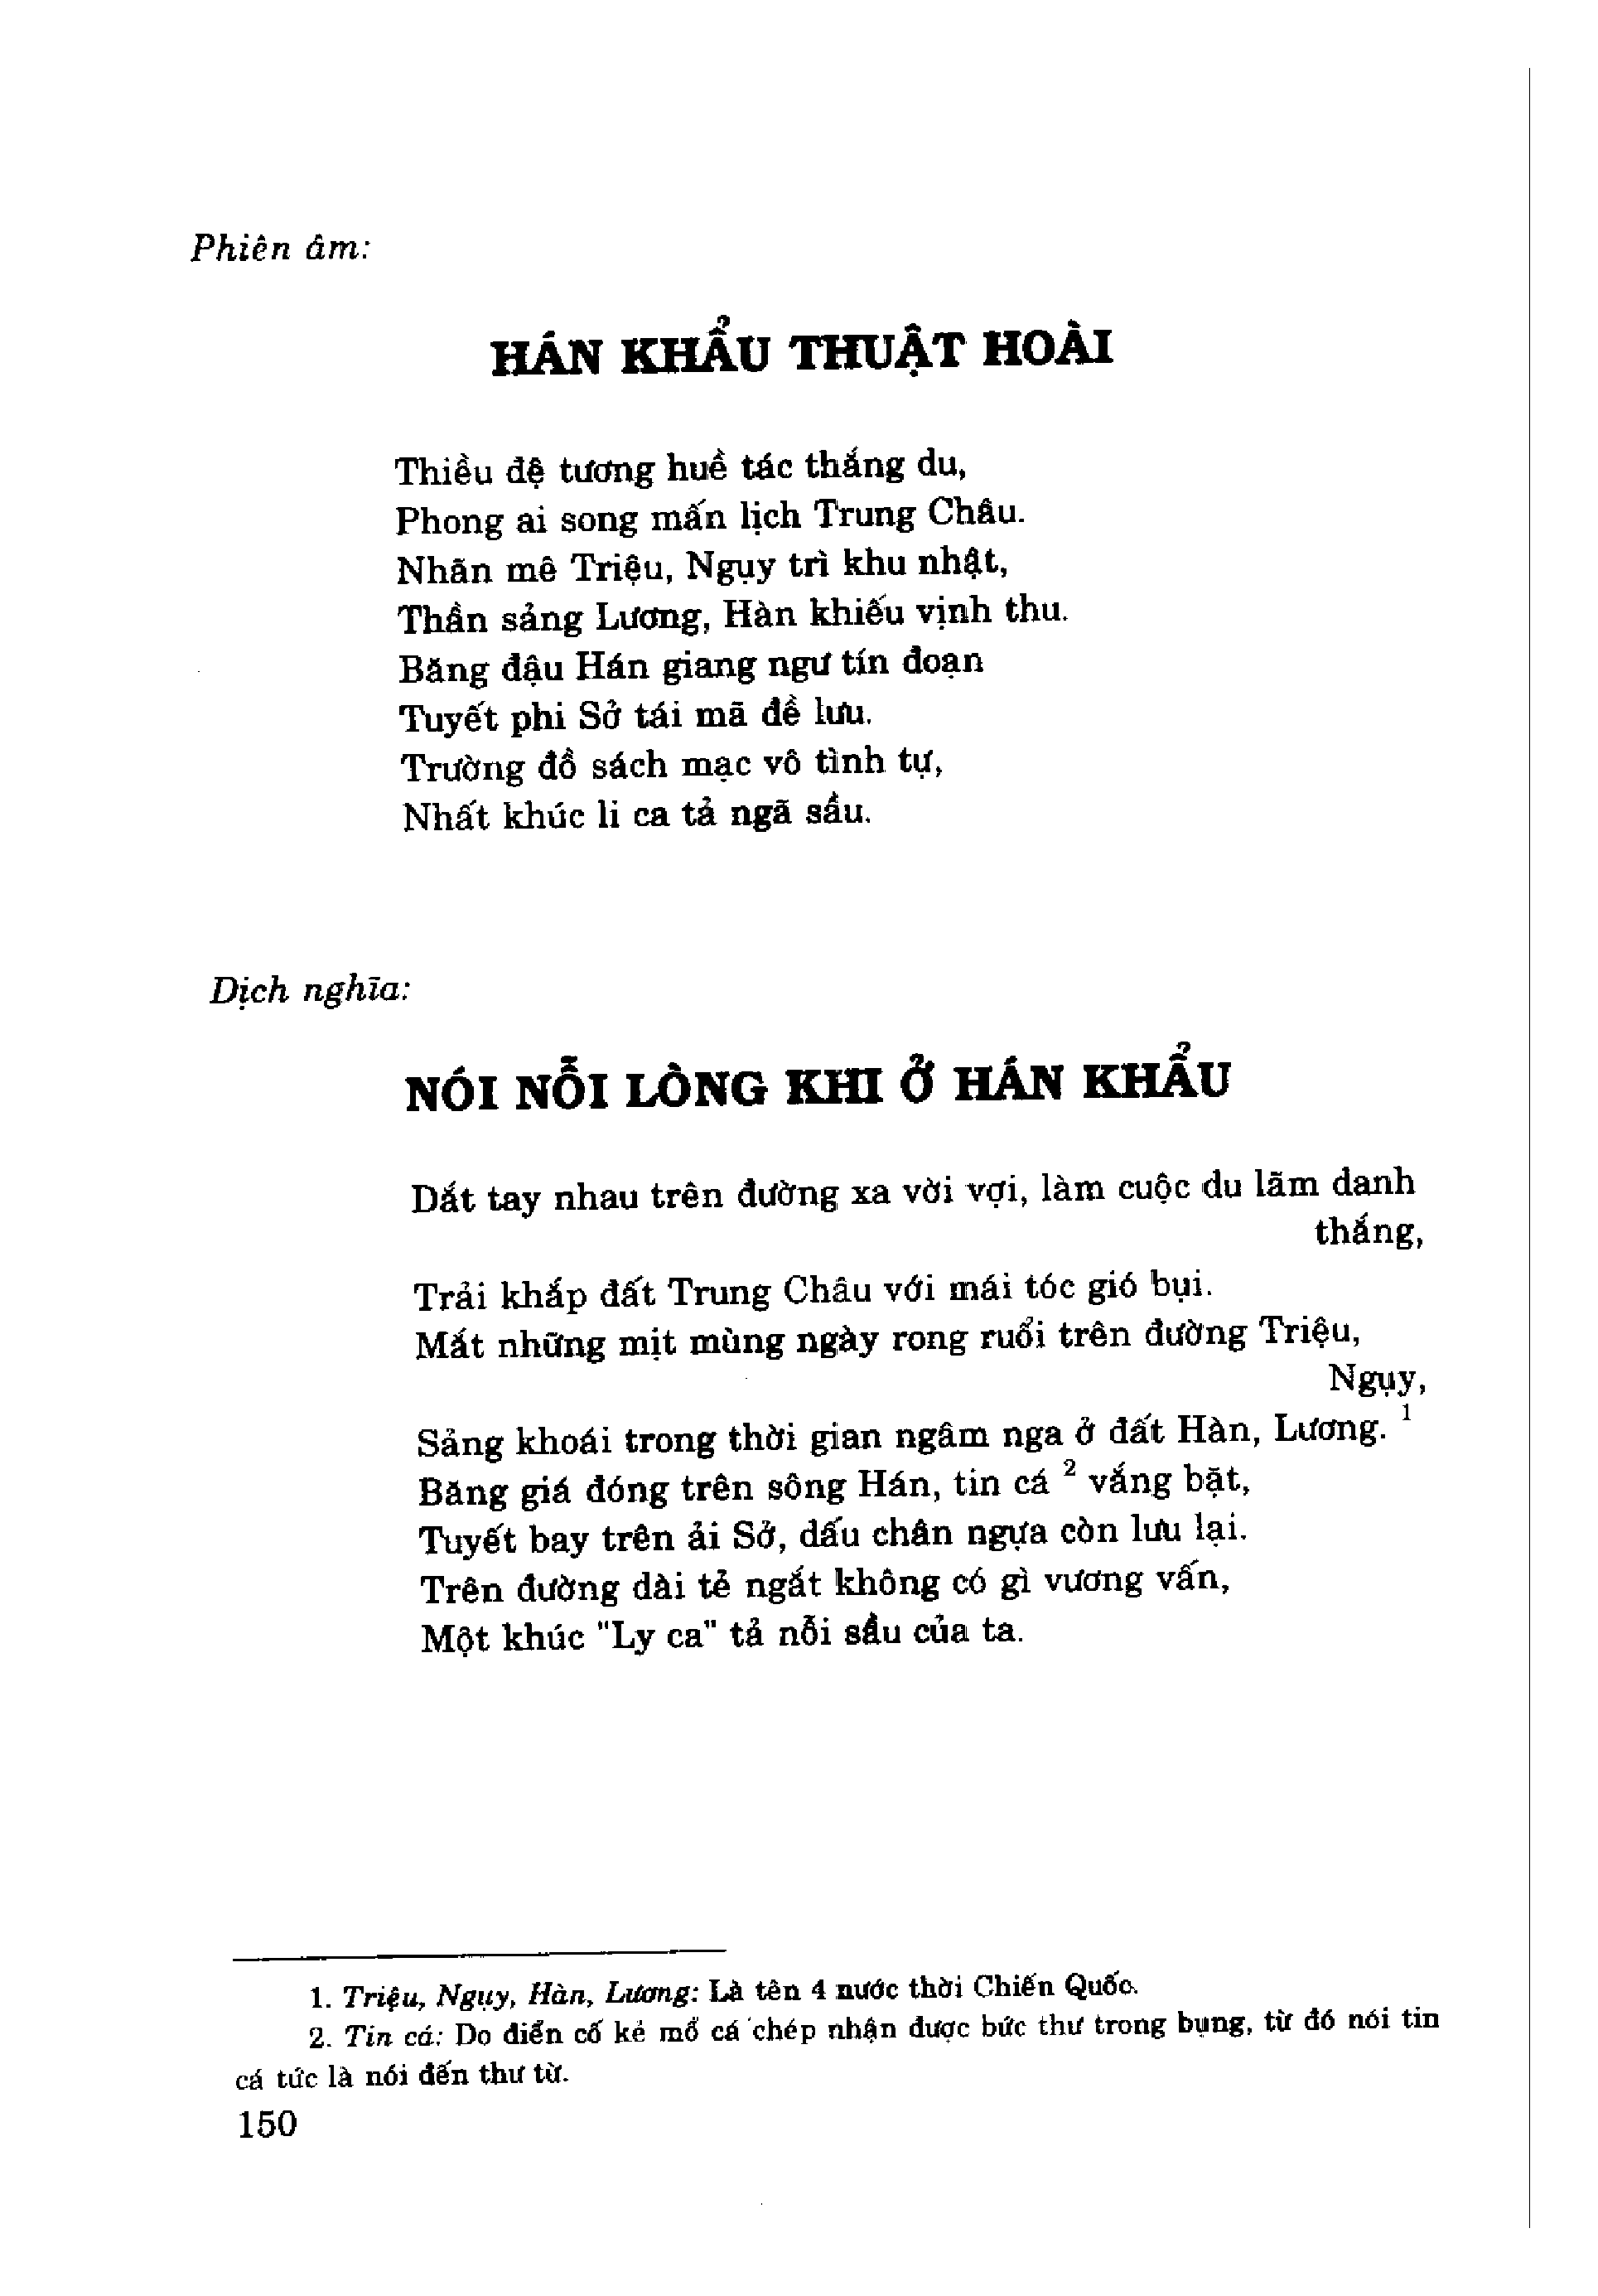 Phiên âm:
HÁN KHẨU THUẬT HOÀI
Thiều đệ tương huề tác thắng du,
Phong ai song mấn lịch Trung Châu.
Nhãn mê Triệu, Ngụy trì khu nhật,
Thần sảng Lương, Hàn khiếu vịnh thu.
Băng đậu Hán giang ngư tín đoạn
Tuyết phi Sở tái mã đề lưu.
Trường đồ sách mạc vô tình tự,
Nhất khúc li ca tả ngã sầu.
Dịch nghĩa:
NÓI NỖI LÒNG KHI Ở HÁN KHẨU
Dắt tay nhau trên đường xa vời vợi, làm cuộc du lãm danh
thắng,
Trải khắp đất Trung Châu với mái tóc gió bụi.
Mắt những mịt mùng ngày rong ruổi trên đường Triệu,
Ngụy,
Sảng khoái trong thời gian ngâm nga ở đất Hàn, Lương. 1
Băng giá đóng trên sông Hán, tin cá 2 vắng bặt,
Tuyết bay trên ải Sở, dấu chân ngựa còn lưu lại.
Trên đường dài tẻ ngắt không có gì vương vấn,
Một khúc "Ly ca" tả nỗi sầu của ta.
1. Triệu, Ngụy, Hàn, Lương: Là tên 4 nước thời Chiến Quốc.
2. Tin cá: Do điển cố kẻ mổ cá chép nhận được bức thư trong bụng, từ đó nói tin
cá tức là nói đến thư từ.
150